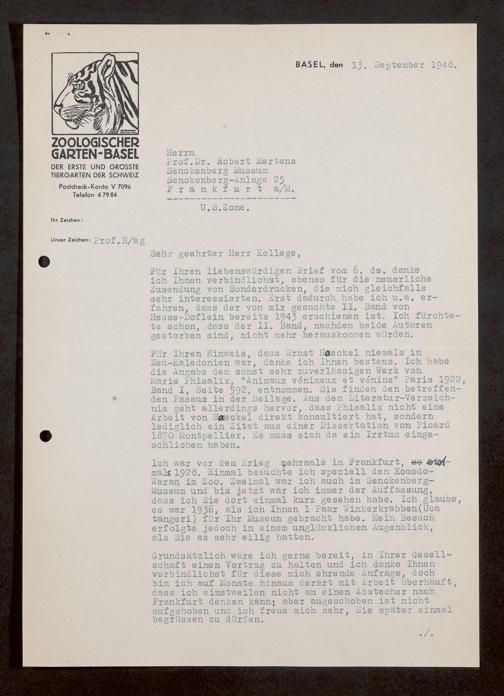 BASEL, den 13. September 1948.
ZOOLOGISCHER
GARTEN-BASEL
DER ERSTE UND GRÖSSTE
TIERGARTEN DER SCHWEIZ
Postcheck-Konto V 7096
Telefon 4 79 84
Ihr Zeichen:
Unser Zeichen: Prof.H/ag
Herrn
Prof.Dr. Robert Mertens
Senckenberg Museum
Senckenberg-Anlage 25
F r a n k f u r t a/M.
U.S.Zone.
Sehr geehrter Herr Kollege,
Für Ihren liebenswürdigen Brief vom 6. ds. danke
ich Ihnen verbindlichst, ebenso für die neuerliche
Zusendung von Sonderdrucken, die mich gleichfalls
sehr interessierten. Erst dadurch habe ich u.a. er-
fahren, dass der von mir gesuchte II. Band von
Hesse-Doflein bereits 1943 erschienen ist. Ich fürchte-
te schon, dass der II. Band, nachdem beide Autoren
gestorben sind, nicht mehr herauskommen würde.
Für Ihren Hinweis, dass Ernst Haeckel niemals in
Neu-Kaledonien war, danke ich Ihnen bestens. Ich habe
die Angabe dem sonst sehr zuverlässigen Werk von
Marie Phisalix, "Animaux vénimeux et vénins" Paris 1922,
Band I, Seite 592, entnommen. Sie finden den betreffen-
den Passus in der Beilage. Aus dem Literatur-Verzeich-
nis geht allerdings hervor, dass Phisalix nicht eine
Arbeit von Haeckel direkt konsultiert hat, sondern
lediglich ein Zitat aus einer Dissertation von Picard
1870 Montpellier. Es muss sich da ein Irrtum einge-
schlichen haben.
Ich war vor dem Krieg mehrmals in Frankfurt, erst-
mals 1928. Einmal besuchte ich speziell den Komodo-
Waran im Zoo. Zweimal war ich auch im Senckenberg-
Museum und bis jetzt war ich immer der Auffassung,
dass ich Sie dort einmal kurz gesehen habe. Ich glaube,
es war 1936, als ich Ihnen 1 Paar Winkerkrabben(Uca
tangeri) für Ihr Museum gebracht habe. Mein Besuch
erfolgte jedoch in einem unglücklichen Augenblick,
als Sie es sehr eilig hatten.
Grundsätzlich wäre ich gerne bereit, in Ihrer Gesell-
schaft einen Vortrag zu halten und ich danke Ihnen
verbindlichst für diese mich ehrende Anfrage, doch
bin ich auf Monate hinaus derart mit Arbeit überhäuft,
dass ich einstweilen nicht an einen Abstecher nach
Frankfurt denken kann; aber augeschoben ist nicht
aufgehoben und ich freue mich sehr, Sie später einmal
begrüssen zu dürfen.
./.